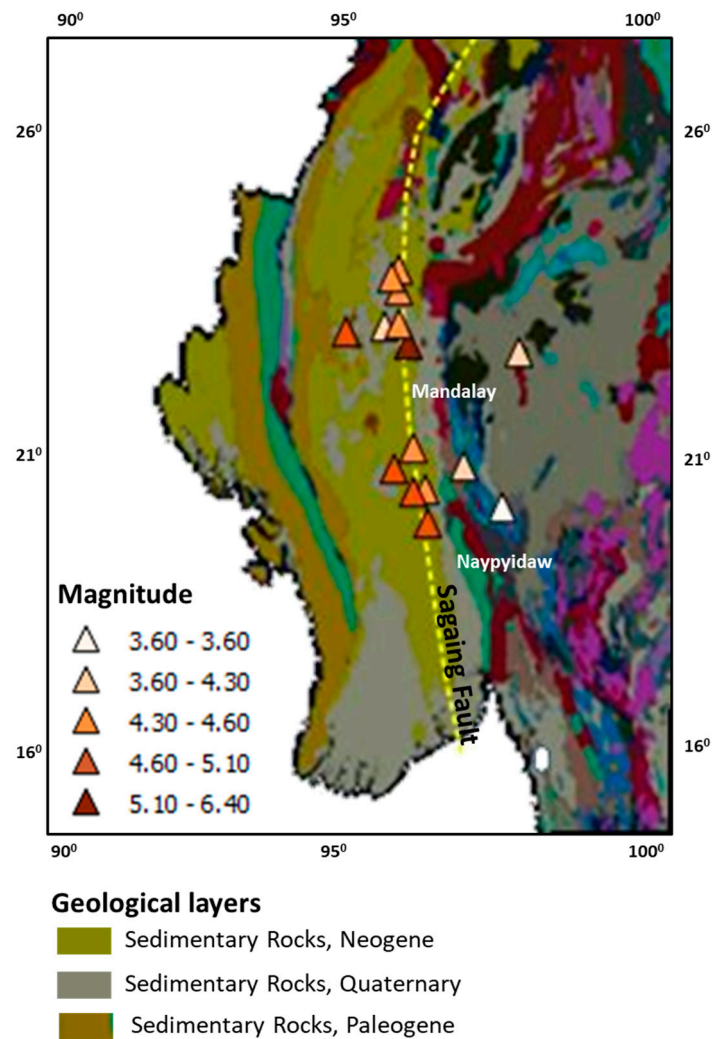 90⁰ 95⁰ 100⁰
26⁰ 26⁰
Mandalay
21⁰ 21⁰
Naypyidaw
Sagaing Fault
Magnitude
3.60 - 3.60
3.60 - 4.30
4.30 - 4.60
4.60 - 5.10
5.10 - 6.40
16⁰ 16⁰
90⁰ 95⁰ 100⁰
Geological layers
Sedimentary Rocks, Neogene
Sedimentary Rocks, Quaternary
Sedimentary Rocks, Paleogene